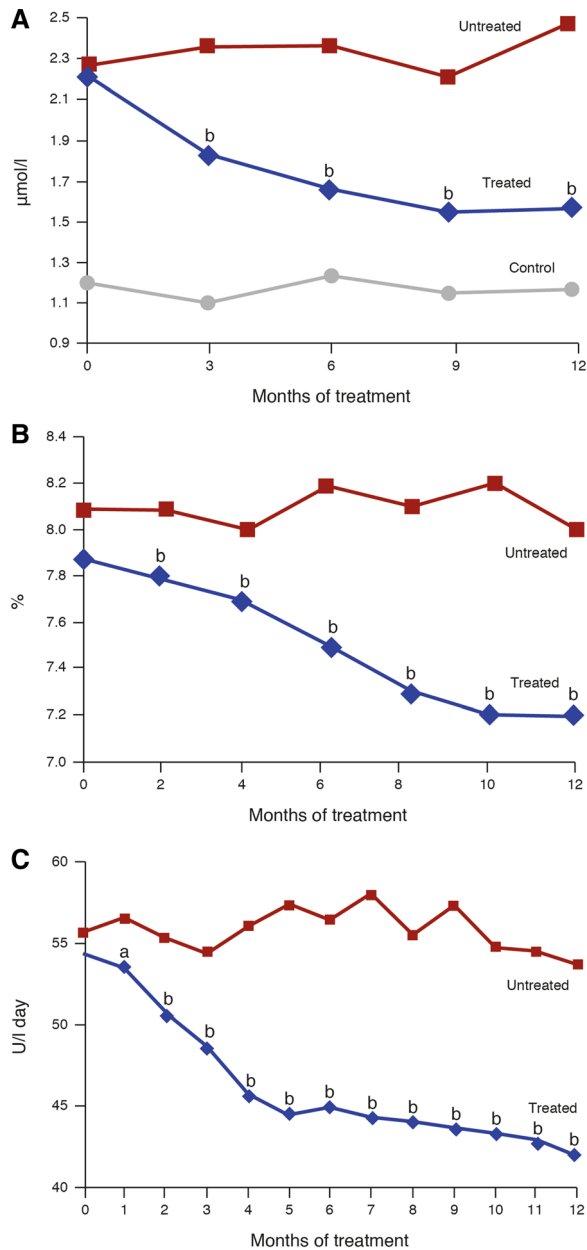 A
2.5
2.3
2.1
1.9
1.7
1.5
1.3
1.1
0.9
μmol/l
Untreated
b
b
b
b
Treated
Control
0 3 6 9 12
Months of treatment
B
8.4
8.2
8.0
7.8
7.6
7.4
7.2
7.0
%
Untreated
b
b
b
b
b
b
Treated
0 2 4 6 8 10 12
Months of treatment
C
60
55
50
45
40
U/l day
Untreated
a
b
b
b
b
b
b
b
b
b
b
b
Treated
0 1 2 3 4 5 6 7 8 9 10 11 12
Months of treatment